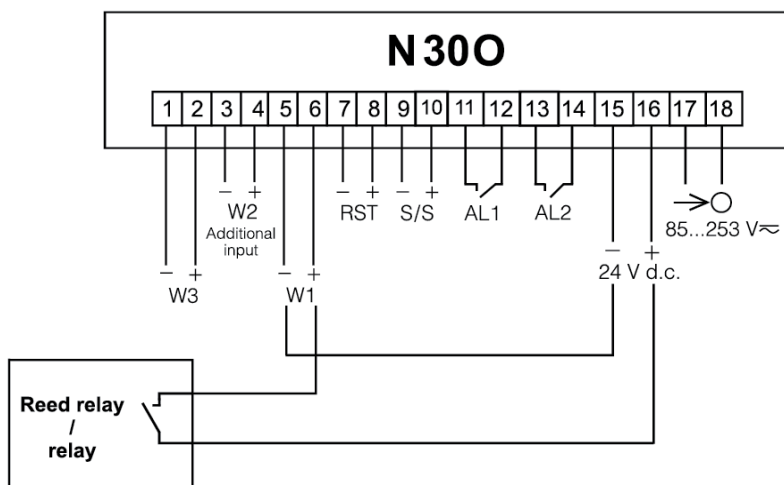 N30O
1 2 3 4 5 6 7 8 9 10 11 12 13 14 15 16 17 18
− + − + − + AL1 AL2
W2 RST S/S
Additional
input
85...253 V≂
− + − + − +
W3 W1 24 V d.c.
Reed relay
/
relay